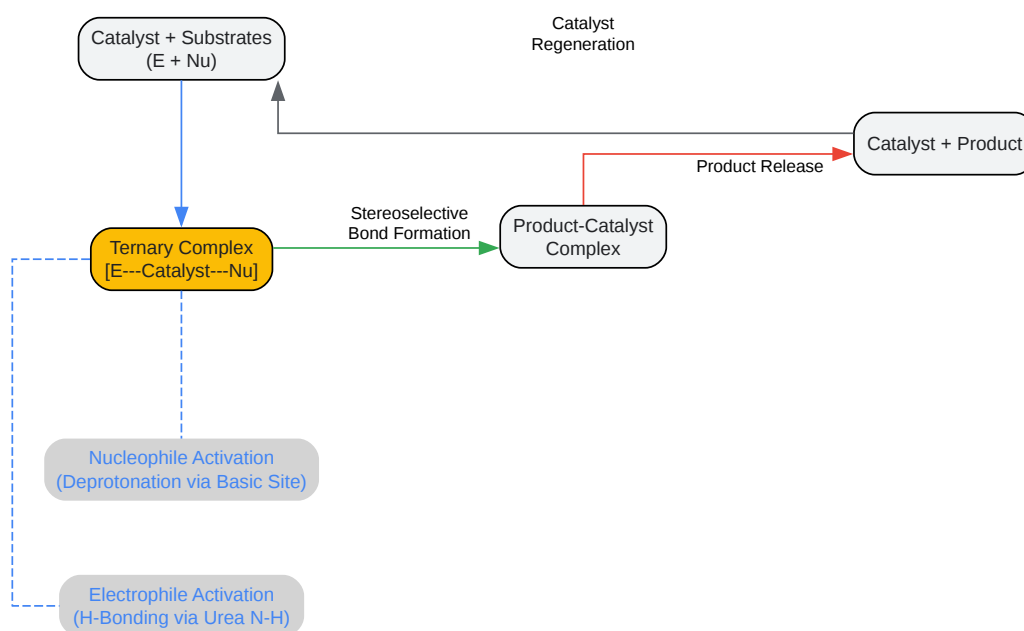 Catalyst + Substrates
(E + Nu)
Catalyst
Regeneration
Catalyst + Product
Product Release
Stereoselective
Bond Formation
Product-Catalyst
Complex
Ternary Complex
[E---Catalyst---Nu]
Nucleophile Activation
(Deprotonation via Basic Site)
Electrophile Activation
(H-Bonding via Urea N-H)